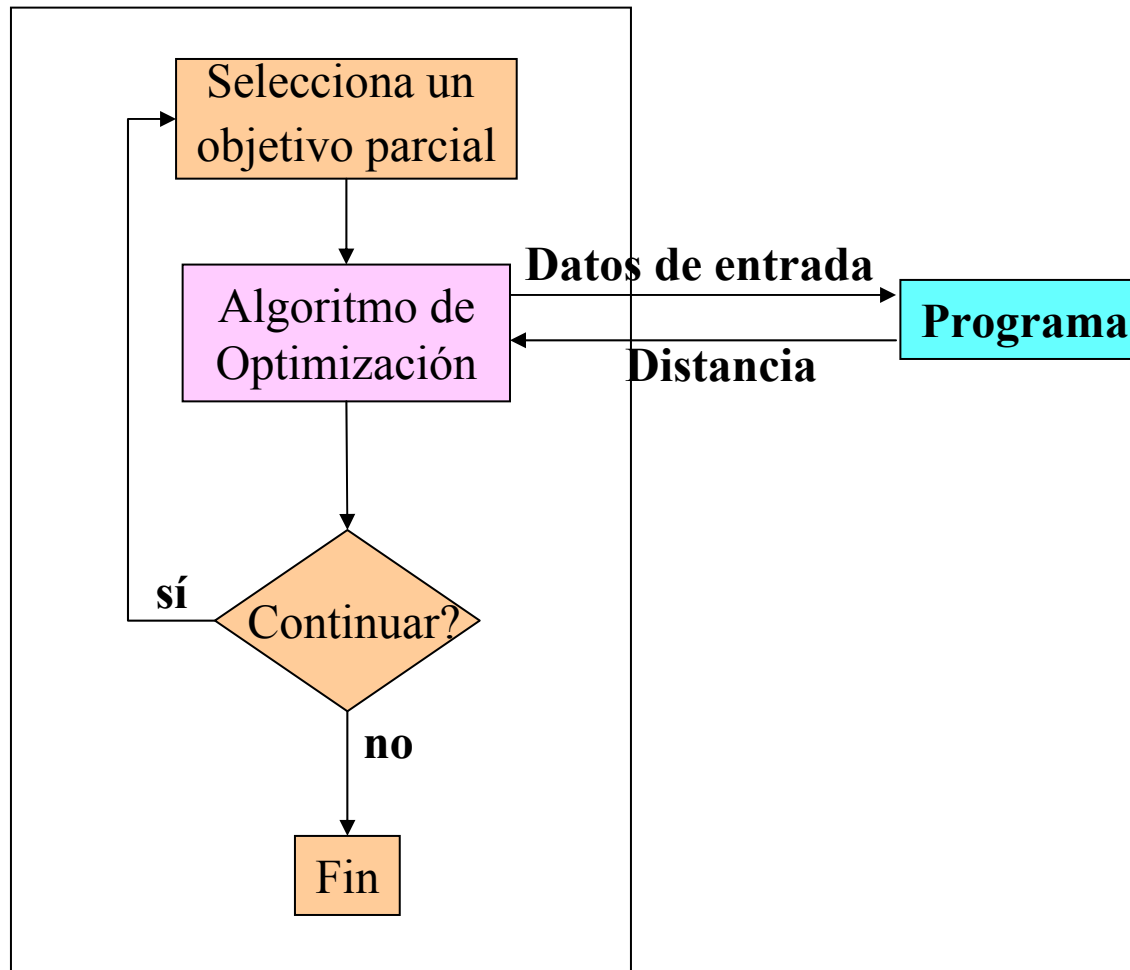 Selecciona un
objetivo parcial
Datos de entrada
Algoritmo de
Optimización
Programa
Distancia
sí
Continuar?
no
Fin